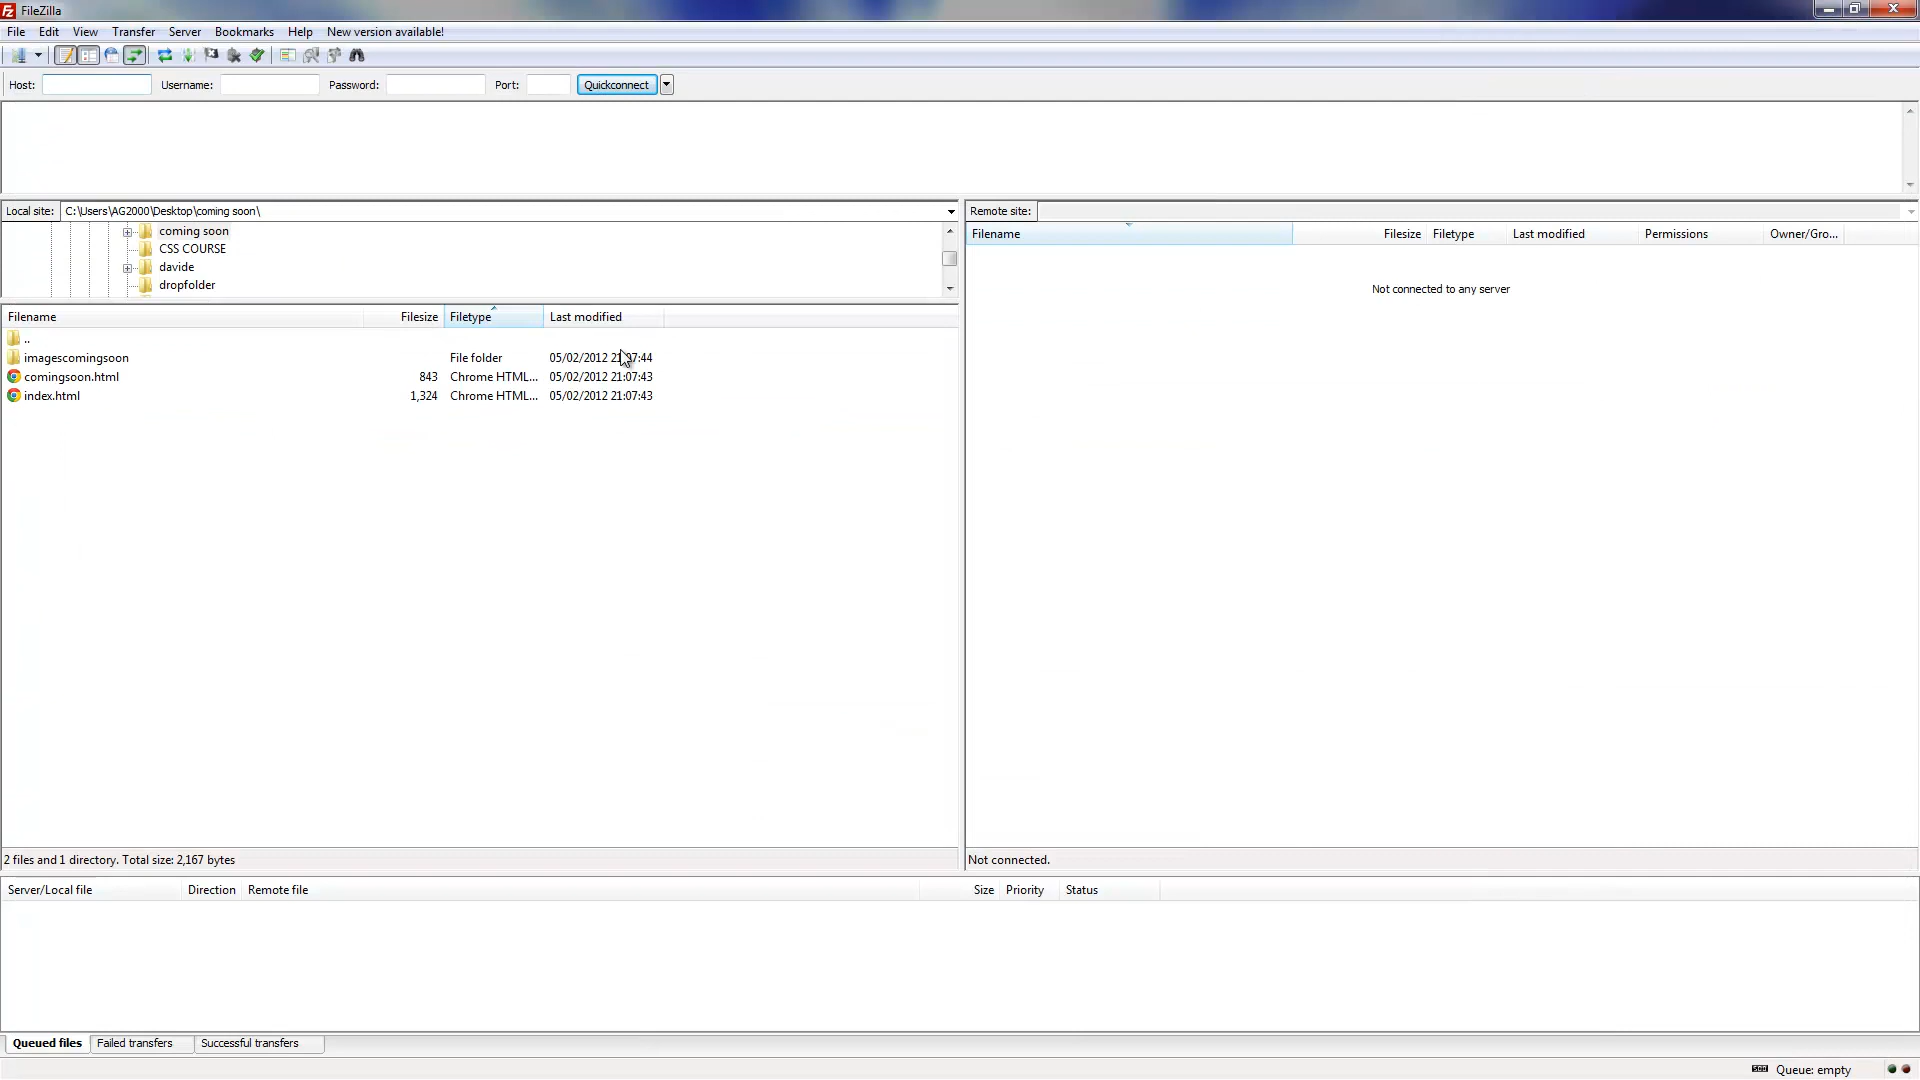 FileZilla
File Edit View Transfer Server Bookmarks Help New version available!
Host: Username: Password: Port: Quickconnect
Local site: C:\Users\AG2000\Desktop\coming soon\
coming soon
CSS COURSE
davide
dropfolder
Filename Filesize Filetype Last modified
..
imagescomingsoon File folder 05/02/2012 21:07:44
comingsoon.html 843 Chrome HTML... 05/02/2012 21:07:43
index.html 1,324 Chrome HTML... 05/02/2012 21:07:43
2 files and 1 directory. Total size: 2,167 bytes
Remote site:
Filename Filesize Filetype Last modified Permissions Owner/Gro...
Not connected to any server
Not connected.
Server/Local file Direction Remote file Size Priority Status
Queued files Failed transfers Successful transfers
Queue: empty